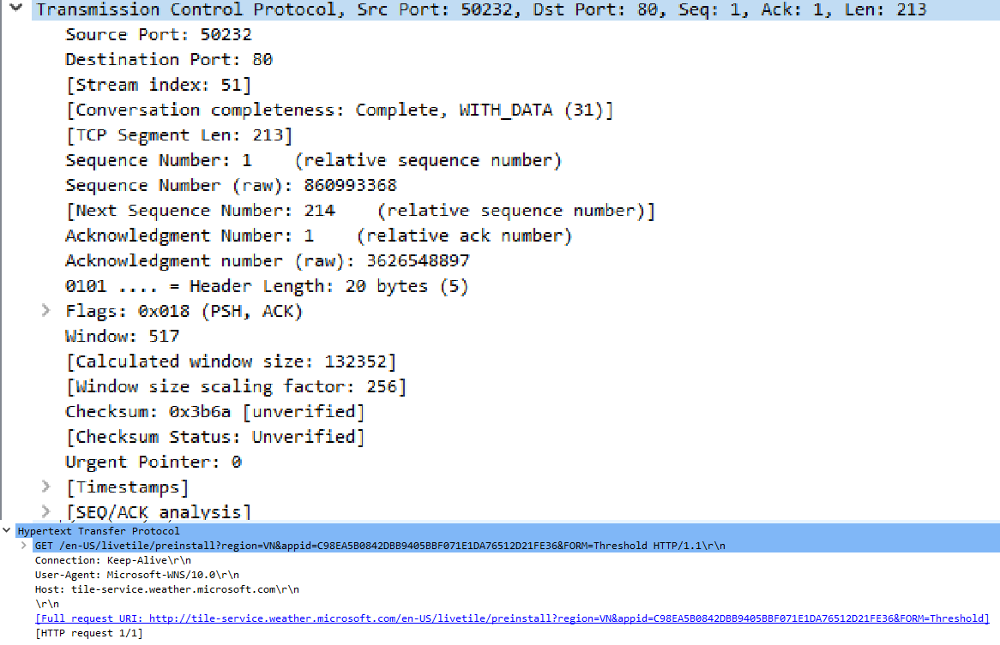 Transmission Control Protocol, Src Port: 50232, Dst Port: 80, Seq: 1, Ack: 1, Len: 213
Source Port: 50232
Destination Port: 80
[Stream index: 51]
[Conversation completeness: Complete, WITH_DATA (31)]
[TCP Segment Len: 213]
Sequence Number: 1    (relative sequence number)
Sequence Number (raw): 860993368
[Next Sequence Number: 214    (relative sequence number)]
Acknowledgment Number: 1    (relative ack number)
Acknowledgment number (raw): 3626548897
0101 .... = Header Length: 20 bytes (5)
Flags: 0x018 (PSH, ACK)
Window: 517
[Calculated window size: 132352]
[Window size scaling factor: 256]
Checksum: 0x3b6a [unverified]
[Checksum Status: Unverified]
Urgent Pointer: 0
[Timestamps]
[SEQ/ACK analysis]
Hypertext Transfer Protocol
GET /en-US/livetile/preinstall?region=VN&appid=C98EA5B0842DBB9405BBF071E1DA76512D21FE36&FORM=Threshold HTTP/1.1\r\n
Connection: Keep-Alive\r\n
User-Agent: Microsoft-WNS/10.0\r\n
Host: tile-service.weather.microsoft.com\r\n
\r\n
[Full request URI: http://tile-service.weather.microsoft.com/en-US/livetile/preinstall?region=VN&appid=C98EA5B0842DBB9405BBF071E1DA76512D21FE36&FORM=Threshold]
[HTTP request 1/1]